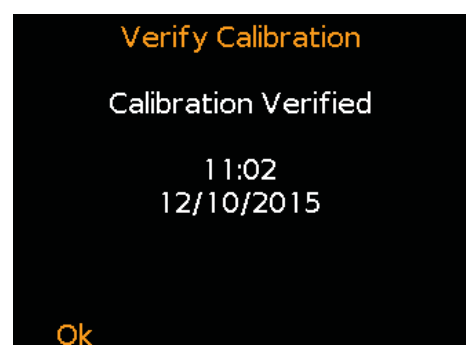 Verify Calibration
Calibration Verified
11:02
12/10/2015
Ok